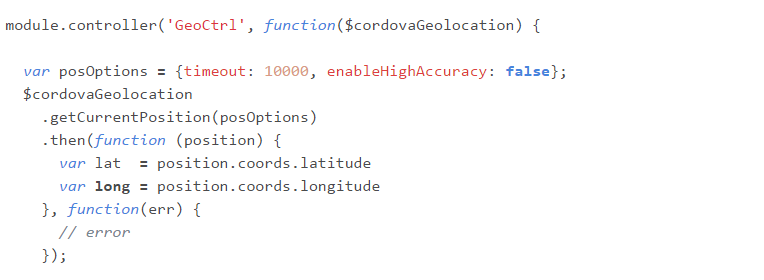 module.controller('GeoCtrl', function($cordovaGeolocation) {

  var posOptions = {timeout: 10000, enableHighAccuracy: false};
  $cordovaGeolocation
    .getCurrentPosition(posOptions)
    .then(function (position) {
      var lat  = position.coords.latitude
      var long = position.coords.longitude
    }, function(err) {
      // error
    });